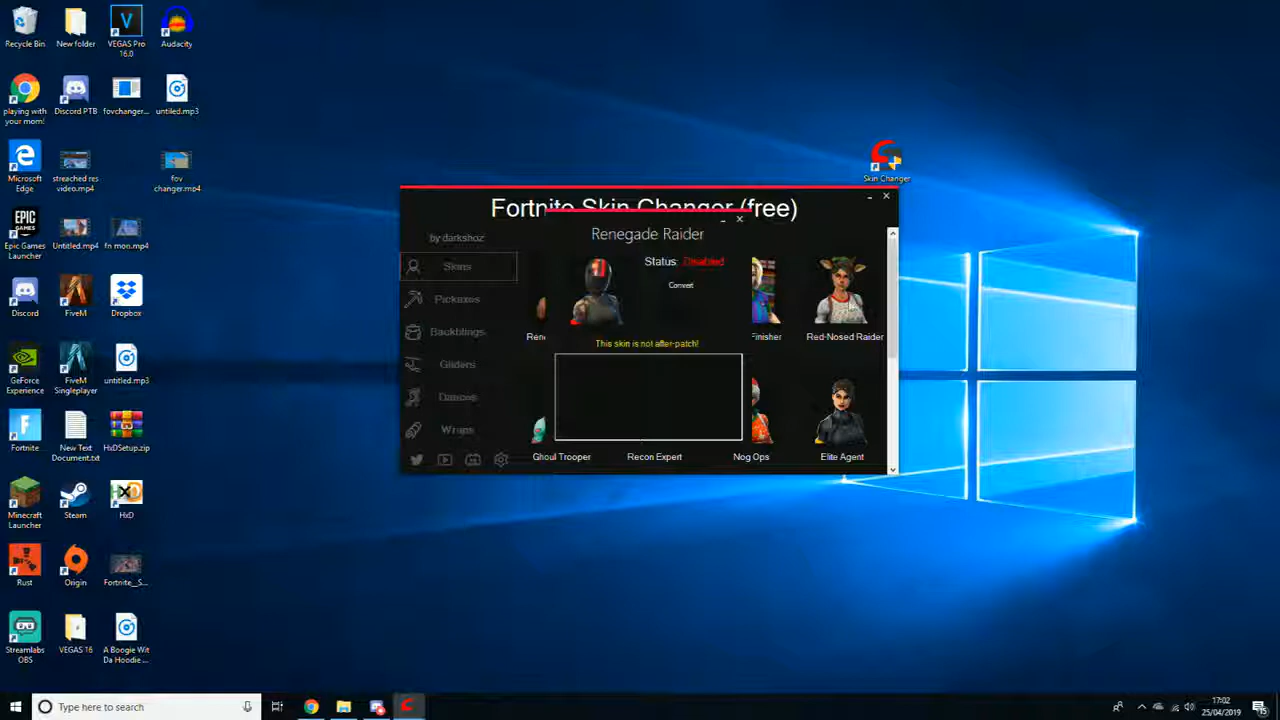 Recycle Bin
New folder
VEGAS Pro
16.0
Audacity
playing with
your mom!
Discord PTB
fovchanger...
untiled.mp3
Microsoft
Edge
streached res
video.mp4
fov
changer.mp4
Epic Games
Launcher
Untitled.mp4
fn mon.mp4
Discord
FiveM
Dropbox
GeForce
Experience
FiveM
Singleplayer
untitled.mp3
Fortnite
New Text
Document.txt
HxDSetup.zip
Minecraft
Launcher
Steam
HxD
Rust
Origin
Fortnite__S...
Streamlabs
OBS
VEGAS 16
A Boogie Wit
Da Hoodie ...
Skin Changer
Fortnite Skin Changer (free)
by darkshoz
Skins
Pickaxes
Backblings
Gliders
Dances
Wraps
Renegade Raider
Status: Disabled
Convert
This skin is not after-patch!
Rene
Finisher
Red-Nosed Raider
Ghoul Trooper
Recon Expert
Nog Ops
Elite Agent
Type here to search
17:02
25/04/2019